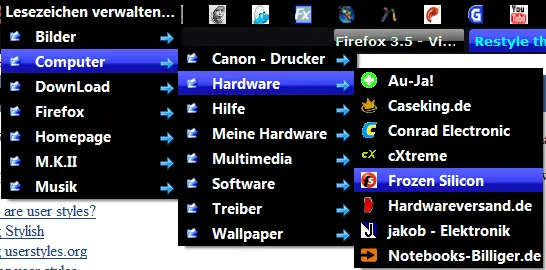 Lesezeichen verwalten...
Bilder
Computer
DownLoad
Firefox
Homepage
M.K.II
Musik
Canon - Drucker
Hardware
Hilfe
Meine Hardware
Multimedia
Software
Treiber
Wallpaper
Au-Ja!
Caseking.de
Conrad Electronic
cXtreme
Frozen Silicon
Hardwareversand.de
jakob - Elektronik
Notebooks-Billiger.de
You
Firefox 3.5 - Vi...
Restyle th
are user styles?
Stylish
userstyles.org